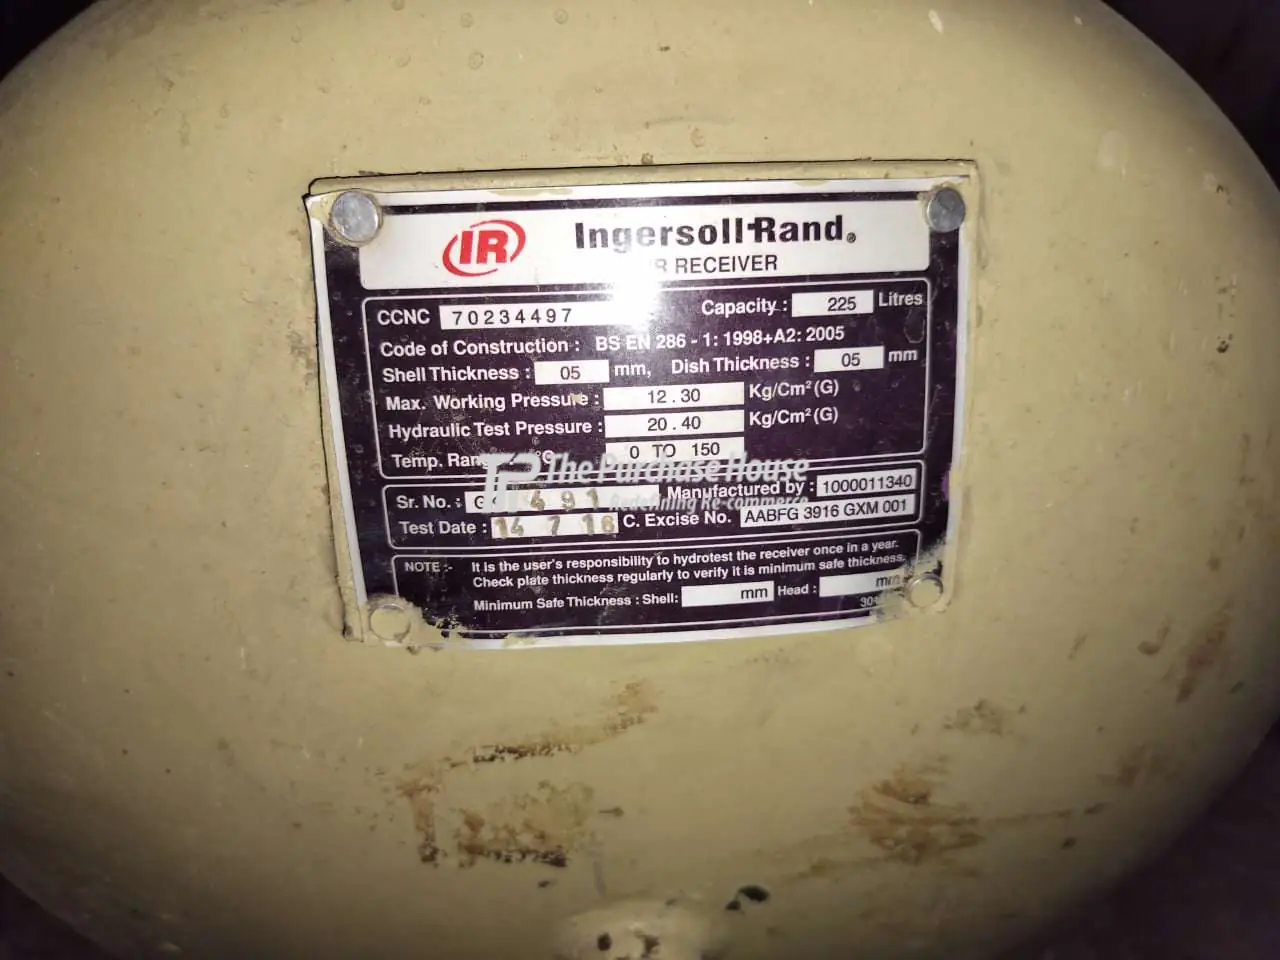 IR Ingersoll-Rand®
RECEIVER
CCNC 70234497 Capacity : 225 Litres
Code of Construction : BS EN 286 - 1: 1998+A2: 2005
Shell Thickness : 05 mm, Dish Thickness : 05 mm
Max. Working Pressure : 12.30 Kg/Cm²(G)
Hydraulic Test Pressure : 20.40 Kg/Cm²(G)
Temp. 0 TO 150
TPH The Purchase House
Redefining Re-commerce
Sr. No. : Manufactured by : 1000011340
Test Date : 14 7 16 C. Excise No. AABFG 3916 GXM 001
NOTE :- It is the user's responsibility to hydrotest the receiver once in a year.
Check plate thickness regularly to verify it is minimum safe thickness.
Minimum Safe Thickness : Shell: mm Head : mm